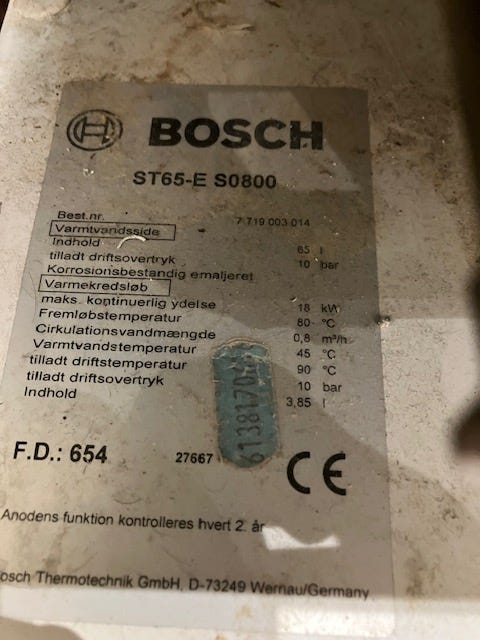 BOSCH
ST65-E S0800
Best.nr. 7 719 003 014
Varmtvandsside
Indhold 65 l
tilladt driftsovertryk 10 bar
Korrosionsbestandig emaljeret
Varmekredsløb
maks. kontinuerlig ydelse 18 kW
Fremløbstemperatur 80 °C
Cirkulationsvandmængde 0,8 m³/h
Varmtvandstemperatur 45 °C
tilladt driftstemperatur 90 °C
tilladt driftsovertryk 10 bar
Indhold 3,85 l
F.D.: 654 27667
CE
Anodens funktion kontrolleres hvert 2. år
osch Thermotechnik GmbH, D-73249 Wernau/Germany